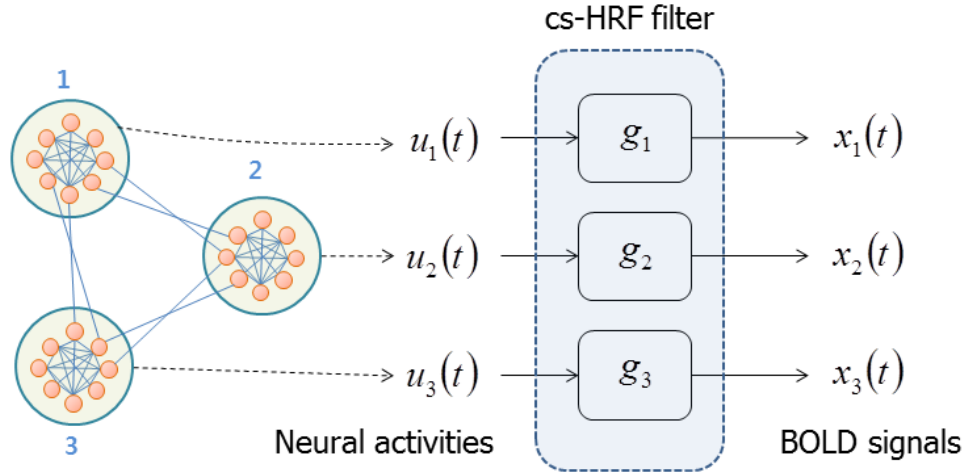 cs-HRF filter
1
u₁(t) g₁ x₁(t)
2
u₂(t) g₂ x₂(t)
u₃(t) g₃ x₃(t)
3
Neural activities BOLD signals